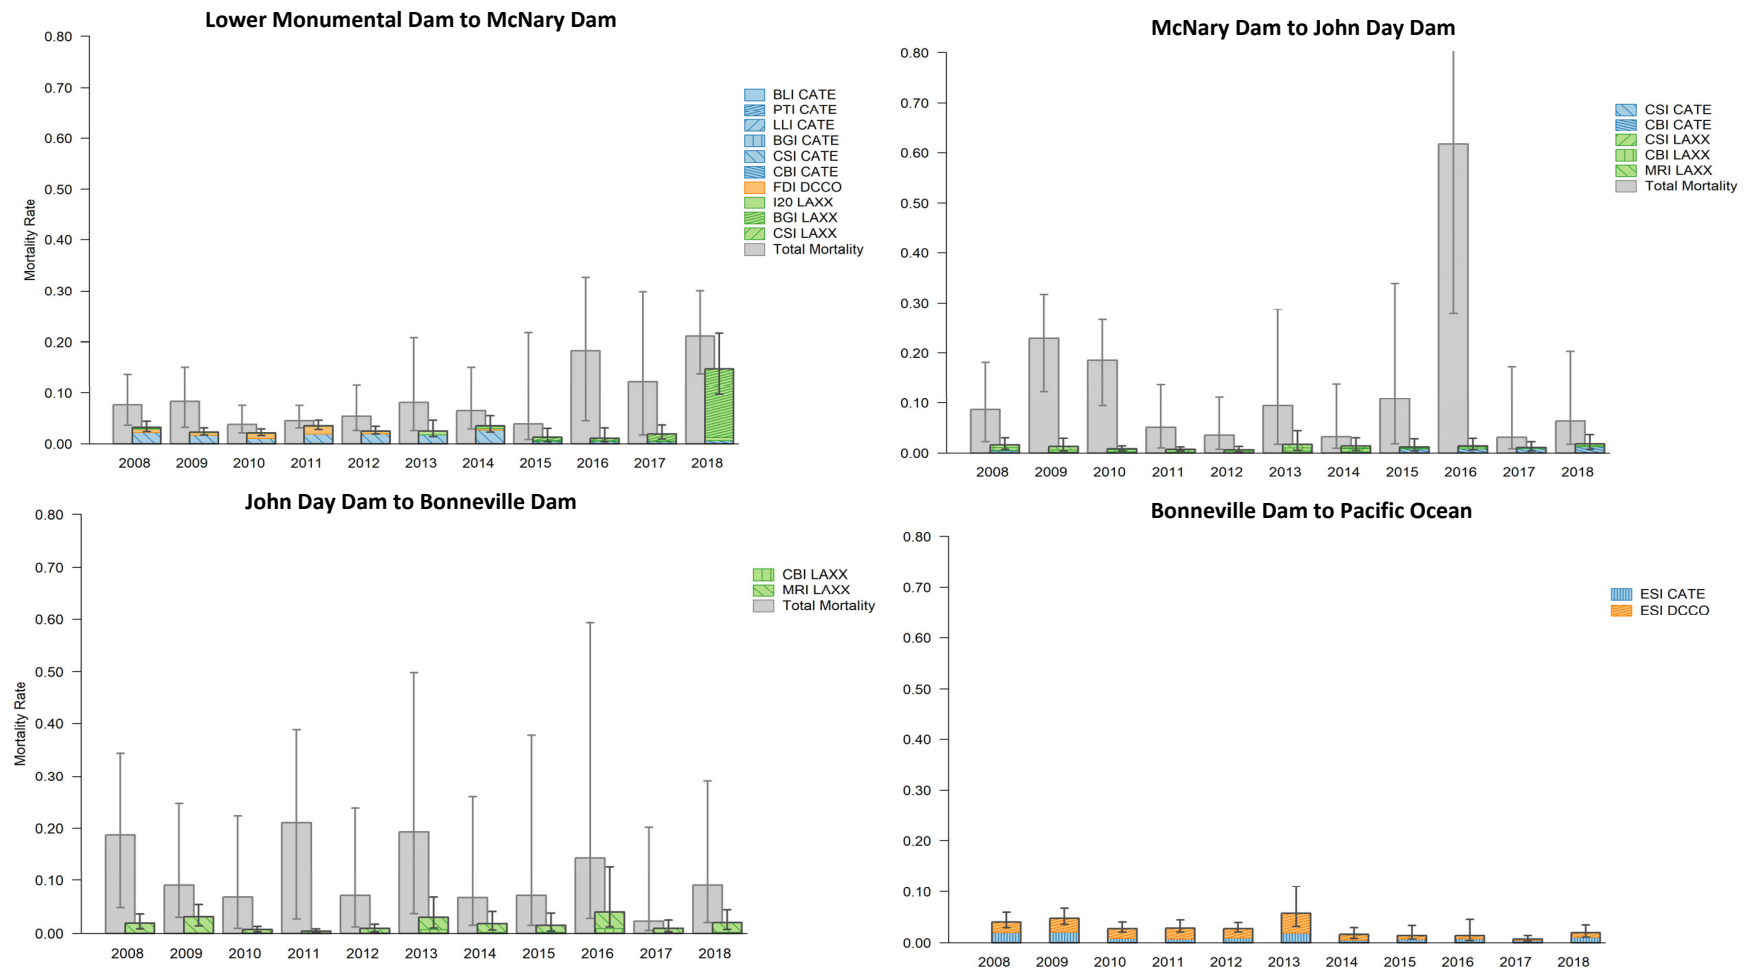 Lower Monumental Dam to McNary Dam
Mortality Rate
0.80
0.70
0.60
0.50
0.40
0.30
0.20
0.10
0.00
2008 2009 2010 2011 2012 2013 2014 2015 2016 2017 2018
BLI CATE
PTI CATE
LLI CATE
BGI CATE
CSI CATE
CBI CATE
FDI DCCO
I20 LAXX
BGI LAXX
CSI LAXX
Total Mortality
McNary Dam to John Day Dam
0.80
0.70
0.60
0.50
0.40
0.30
0.20
0.10
0.00
2008 2009 2010 2011 2012 2013 2014 2015 2016 2017 2018
CSI CATE
CBI CATE
CSI LAXX
CBI LAXX
MRI LAXX
Total Mortality
John Day Dam to Bonneville Dam
Mortality Rate
0.80
0.70
0.60
0.50
0.40
0.30
0.20
0.10
0.00
2008 2009 2010 2011 2012 2013 2014 2015 2016 2017 2018
CBI LAXX
MRI LAXX
Total Mortality
Bonneville Dam to Pacific Ocean
0.80
0.70
0.60
0.50
0.40
0.30
0.20
0.10
0.00
2008 2009 2010 2011 2012 2013 2014 2015 2016 2017 2018
ESI CATE
ESI DCCO